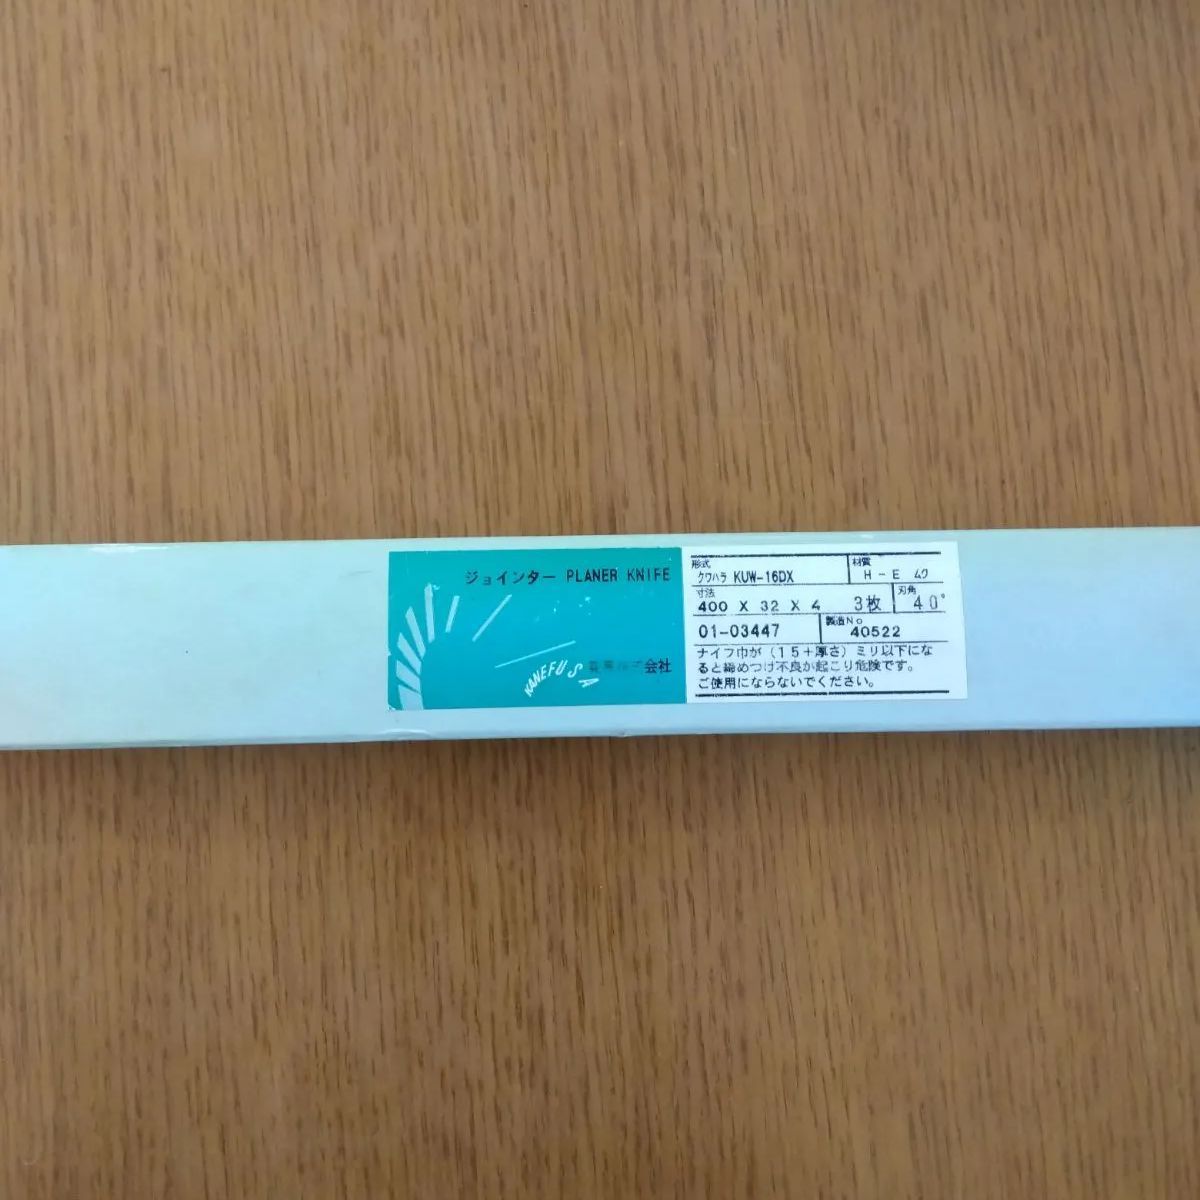 ジョインター PLANER KNIFE
KANEFUSA
会社
形式
クワハラ KUW-16DX
材質
H-E ムク
寸法
400 X 32 X 4 3枚
刃角
40°
01-03447
製造No
40522
ナイフ巾が(15+厚さ)ミリ以下にな
ると締めつけ不良が起こり危険です。
ご使用にならないでください。